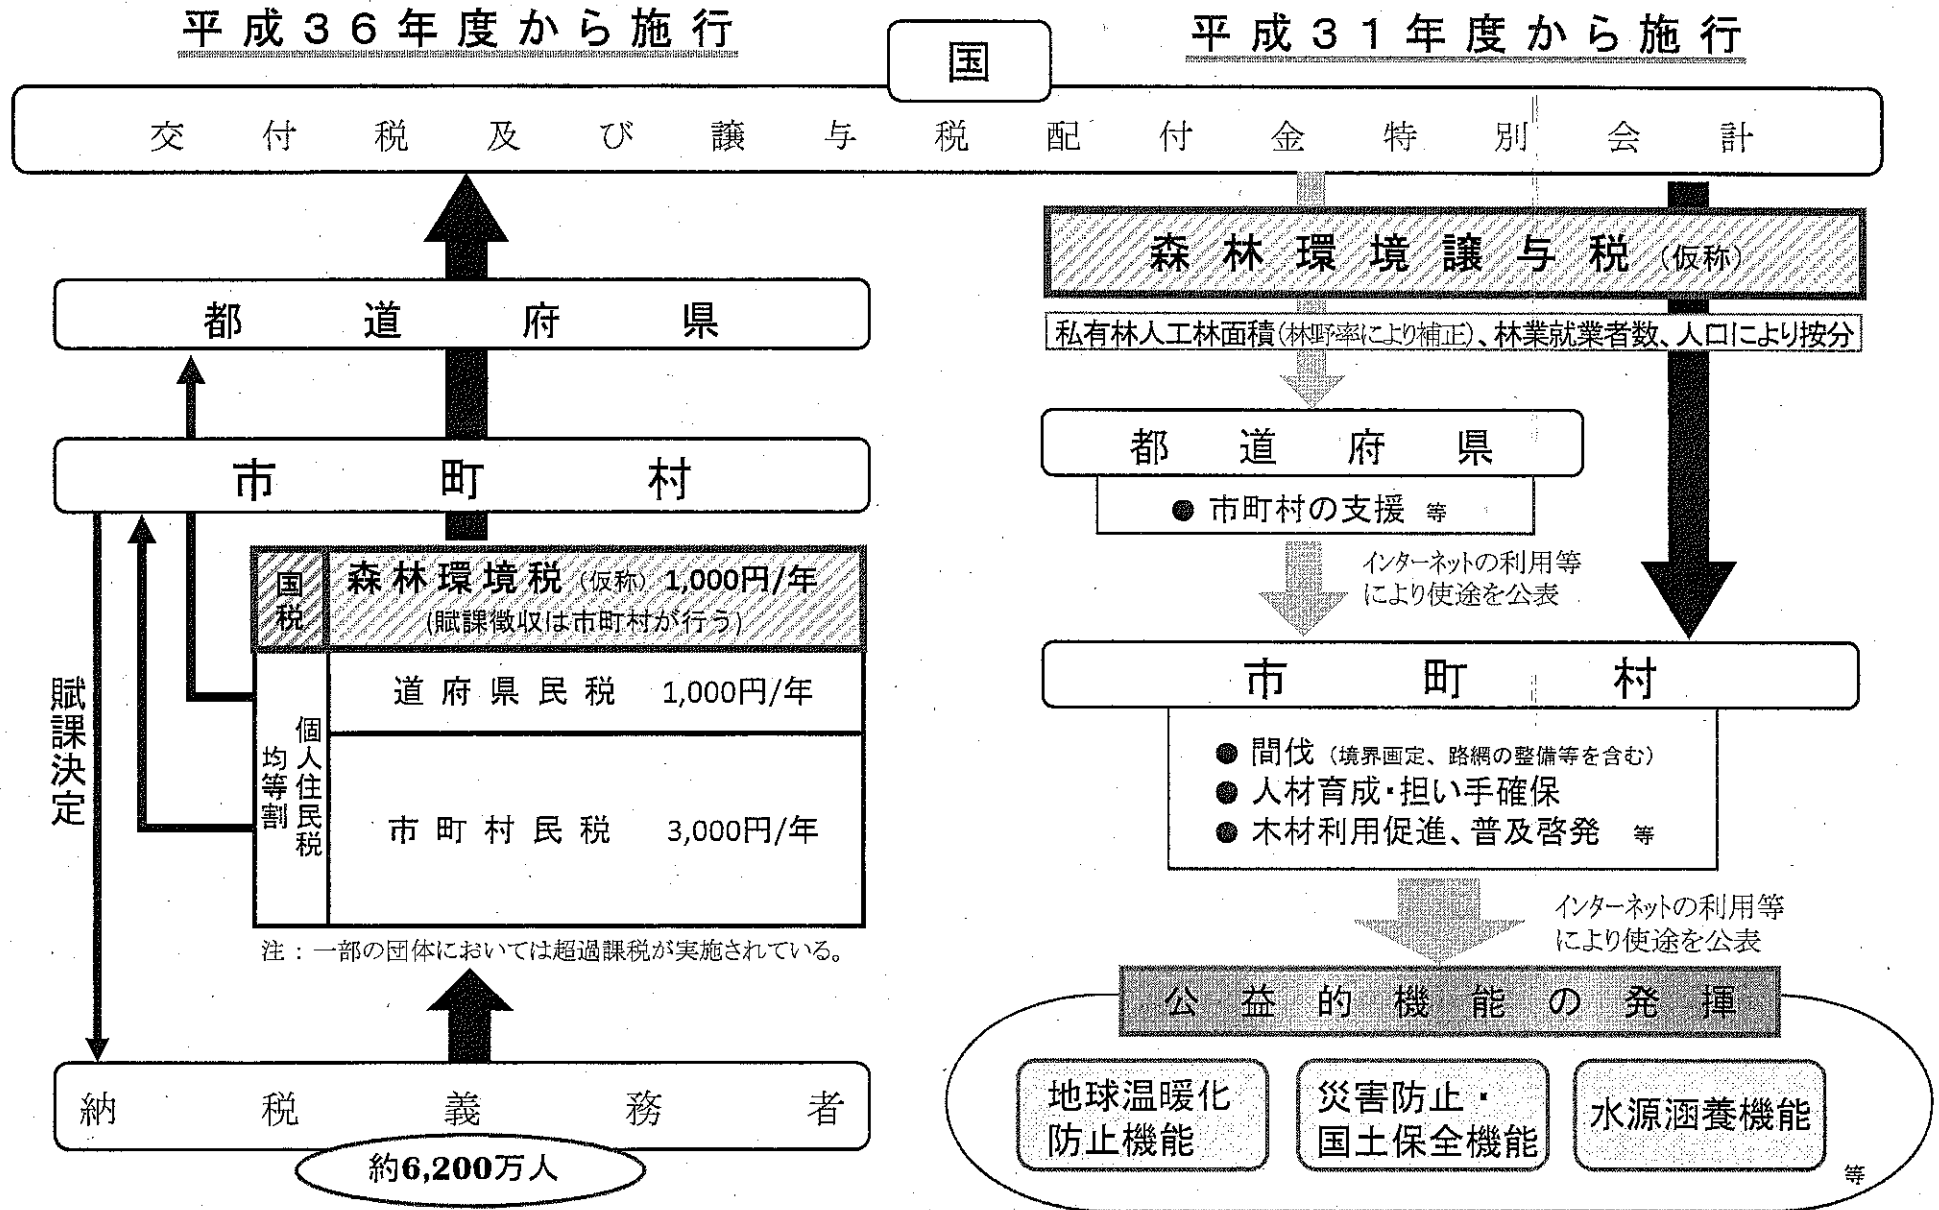 平成36年度から施行
国
平成31年度から施行
交付税及び譲与税配付金特別会計
都道府県
市町村
国税
森林環境税(仮称) 1,000円/年
(賦課徴収は市町村が行う)
個人住民税
均等割
道府県民税 1,000円/年
市町村民税 3,000円/年
賦課決定
注：一部の団体においては超過課税が実施されている。
納税義務者
約6,200万人
森林環境譲与税(仮称)
私有林人工林面積(林野率により補正)、林業就業者数、人口により按分
都道府県
● 市町村の支援 等
インターネットの利用等
により使途を公表
市町村
● 間伐（境界画定、路網の整備等を含む）
● 人材育成・担い手確保
● 木材利用促進、普及啓発 等
インターネットの利用等
により使途を公表
公益的機能の発揮
地球温暖化
防止機能
災害防止・
国土保全機能
水源涵養機能
等